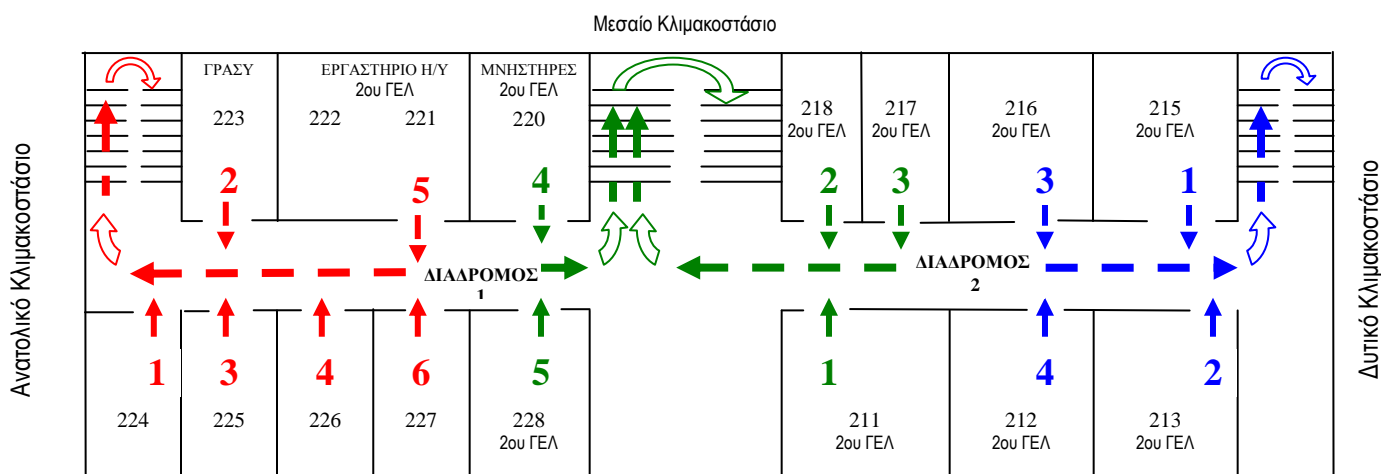 Μεσαίο Κλιμακοστάσιο
Ανατολικό Κλιμακοστάσιο
ΓΡΑΣΥ
223
ΕΡΓΑΣΤΗΡΙΟ Η/Υ
2ου ΓΕΛ
222 221
ΜΝΗΣΤΗΡΕΣ
2ου ΓΕΛ
220
218
2ου ΓΕΛ
217
2ου ΓΕΛ
216
2ου ΓΕΛ
215
2ου ΓΕΛ
2 5 4 2 3 3 1
ΔΙΑΔΡΟΜΟΣ
1
ΔΙΑΔΡΟΜΟΣ
2
1 3 4 6 5 1 4 2
224
225
226
227
228
2ου ΓΕΛ
211
2ου ΓΕΛ
212
2ου ΓΕΛ
213
2ου ΓΕΛ
Δυτικό Κλιμακοστάσιο